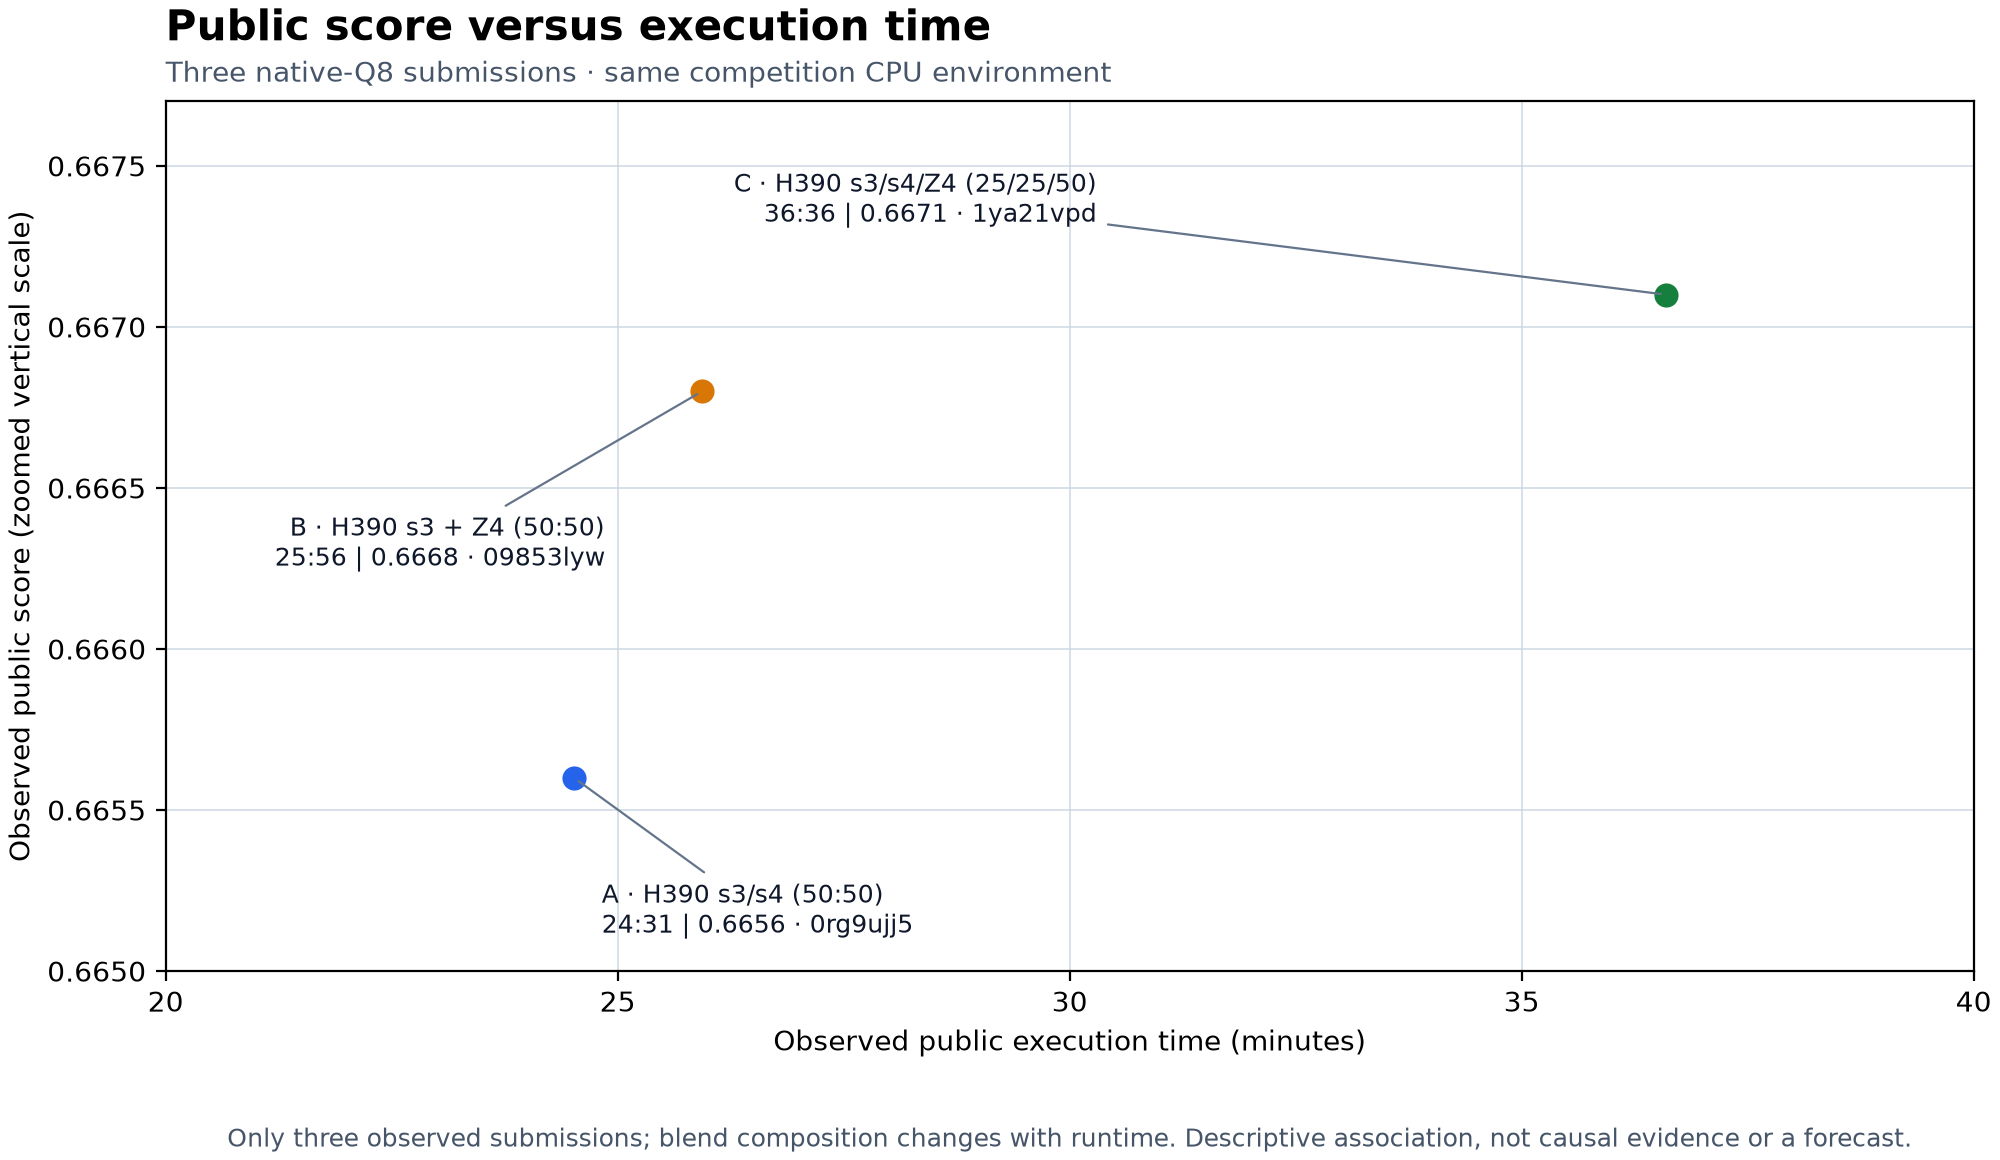 Public score versus execution time
Three native-Q8 submissions · same competition CPU environment
Observed public score (zoomed vertical scale)
0.6675
0.6670
0.6665
0.6660
0.6655
0.6650
C · H390 s3/s4/Z4 (25/25/50)
36:36 | 0.6671 · 1ya21vpd
B · H390 s3 + Z4 (50:50)
25:56 | 0.6668 · 09853lyw
A · H390 s3/s4 (50:50)
24:31 | 0.6656 · 0rg9ujj5
20
25
30
35
40
Observed public execution time (minutes)
Only three observed submissions; blend composition changes with runtime. Descriptive association, not causal evidence or a forecast.